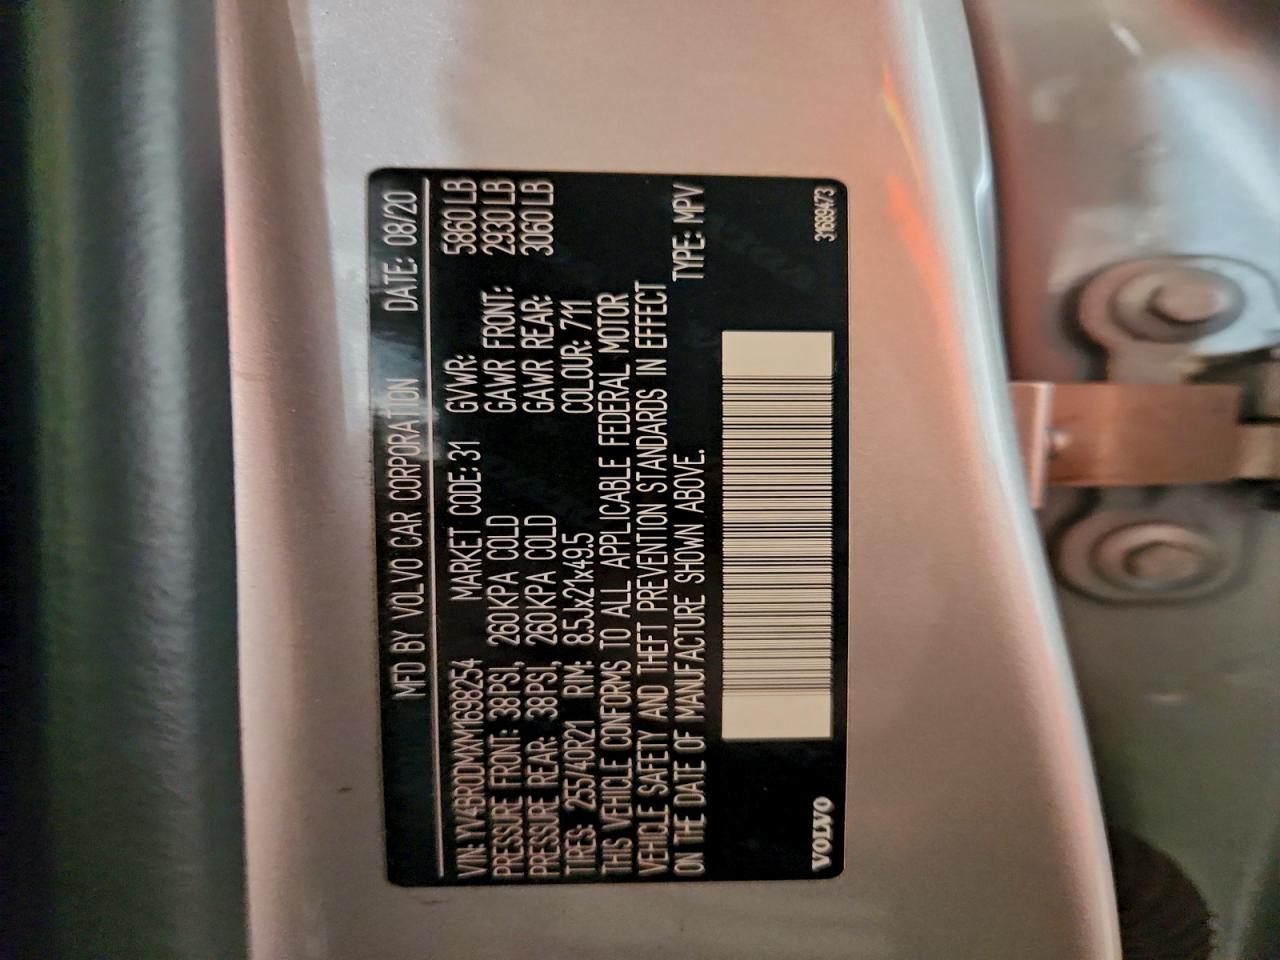 MFD BY VOLVO CAR CORPORATION DATE: 08/20
VIN: YV4BR0DMXM1698254 MARKET CODE: 31 GVWR: 5860 LB
PRESSURE FRONT: 38PSI, 260KPA COLD GAWR FRONT: 2930 LB
PRESSURE REAR: 38PSI, 260KPA COLD GAWR REAR: 3060 LB
TIRES: 255/40R21 RIM: 8.5Jx21x49.5 COLOUR: 711
THIS VEHICLE CONFORMS TO ALL APPLICABLE FEDERAL MOTOR
VEHICLE SAFETY AND THEFT PREVENTION STANDARDS IN EFFECT
ON THE DATE OF MANUFACTURE SHOWN ABOVE.
TYPE: MPV
VOLVO 31689473